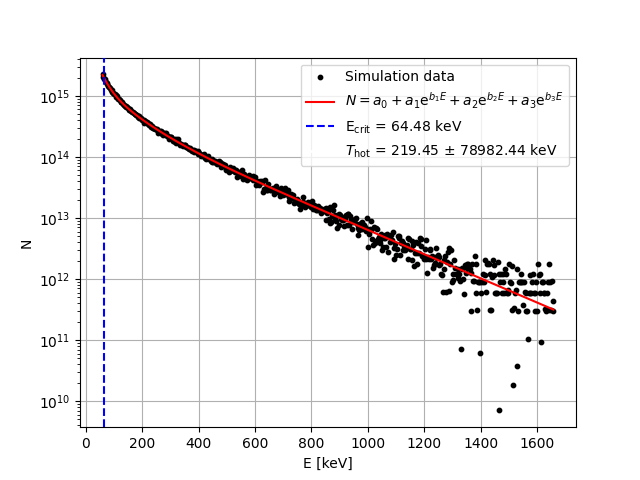 Simulation data
N = a₀ + a₁e^{b₁E} + a₂e^{b₂E} + a₃e^{b₃E}
E_crit = 64.48 keV
T_hot = 219.45 ± 78982.44 keV
10¹⁵
10¹⁴
10¹³
10¹²
10¹¹
10¹⁰
N
0 200 400 600 800 1000 1200 1400 1600
E [keV]